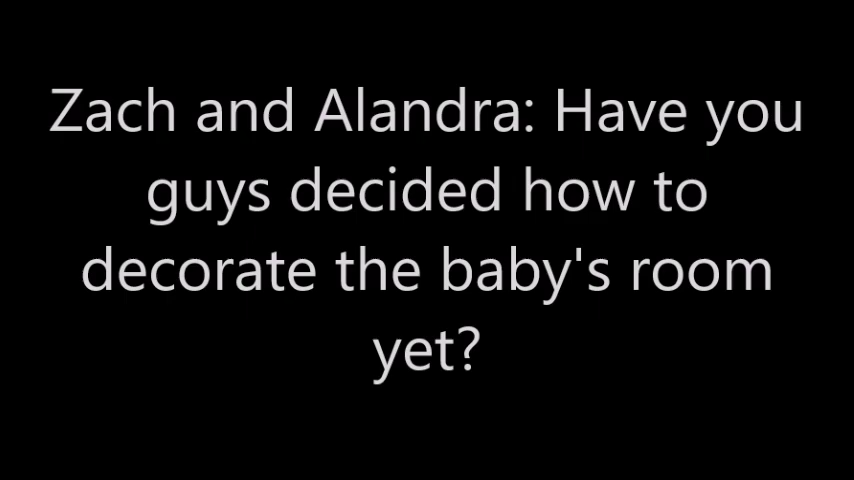 Zach and Alandra: Have you
guys decided how to
decorate the baby's room
yet?